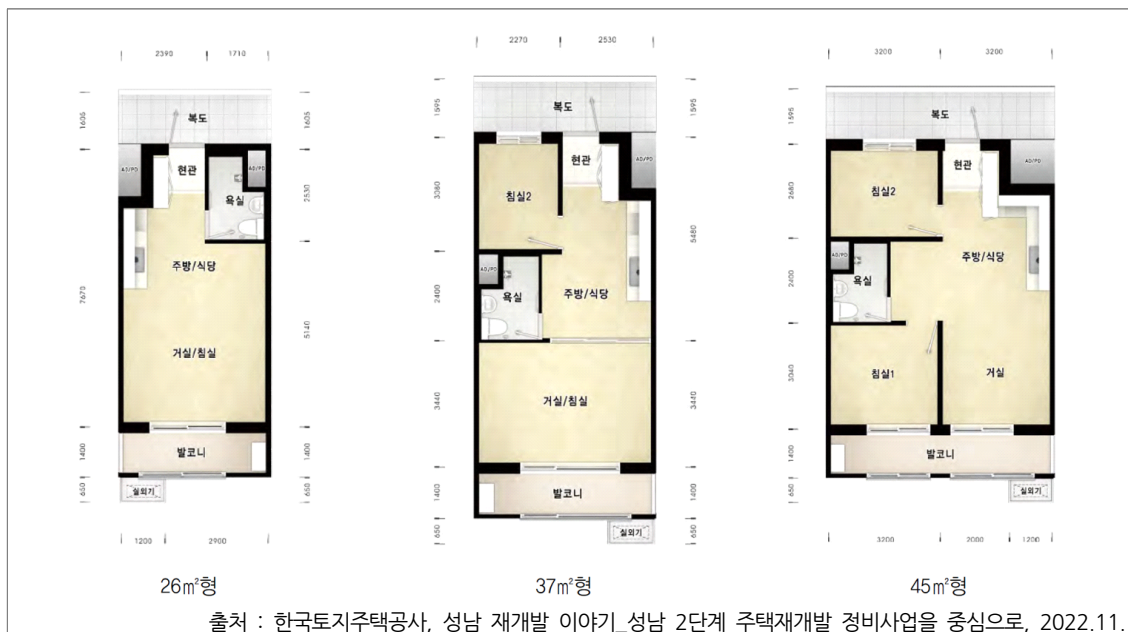 2390 1710
1605 1605
복도
AD/PD
현관
AD/PD
욕실
2530
7670
주방/식당
5140
거실/침실
1400 1400
발코니
650 650
실외기
1200 2900
26㎡형
2270 2530
1595 1595
복도
현관
3080
침실2
5480
AD/PD
욕실
2400
주방/식당
3440 3440
거실/침실
1400 1400
발코니
650 650
실외기
37㎡형
3200 3200
1595
복도
현관
AD/PD
2680
침실2
AD/PD
욕실
2400
주방/식당
3040
침실1
거실
1400
발코니
650
실외기
3200 2000 1200
45㎡형
출처 : 한국토지주택공사, 성남 재개발 이야기_성남 2단계 주택재개발 정비사업을 중심으로, 2022.11.